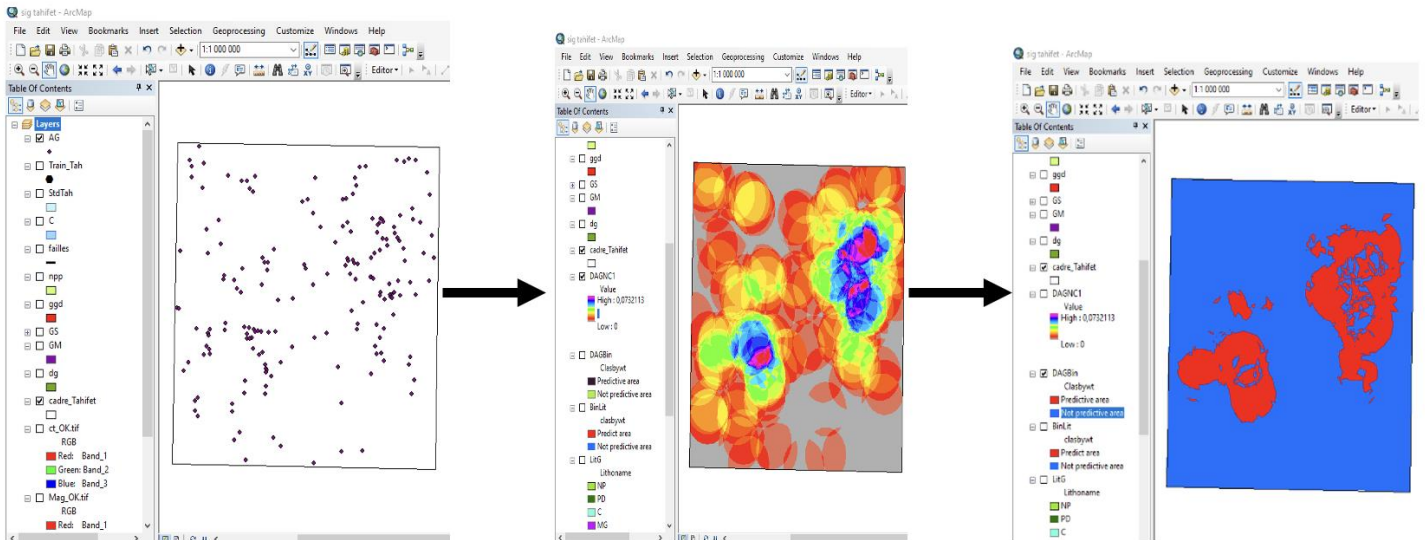 sig tahifet - ArcMap
File Edit View Bookmarks Insert Selection Geoprocessing Customize Windows Help
1:1 000 000
Editor
Table Of Contents
Layers
AG
Train_Tah
StdTah
C
failles
npp
ggd
GS
GM
dg
cadre_Tahifet
ct_OK.tif
RGB
Red: Band_1
Green: Band_2
Blue: Band_3
Mag_OK.tif
RGB
Red: Band_1
sig tahifet - ArcMap
File Edit View Bookmarks Insert Selection Geoprocessing Customize Windows Help
1:1 000 000
Editor
Table Of Contents
ggd
GS
GM
dg
cadre_Tahifet
DAGNC1
Value
High : 0,0732113
Low : 0
DAGBin
Clasbywt
Predictive area
Not predictive area
BinLit
clasbywt
Predict area
Not predictive area
LitG
Lithoname
NP
PD
C
MG
sig tahifet - ArcMap
File Edit View Bookmarks Insert Selection Geoprocessing Customize Windows Help
1:1 000 000
Editor
Table Of Contents
ggd
GS
GM
dg
cadre_Tahifet
DAGNC1
Value
High : 0,0732113
Low : 0
DAGBin
Clasbywt
Predictive area
Not predictive area
BinLit
clasbywt
Predict area
Not predictive area
LitG
Lithoname
NP
PD
C